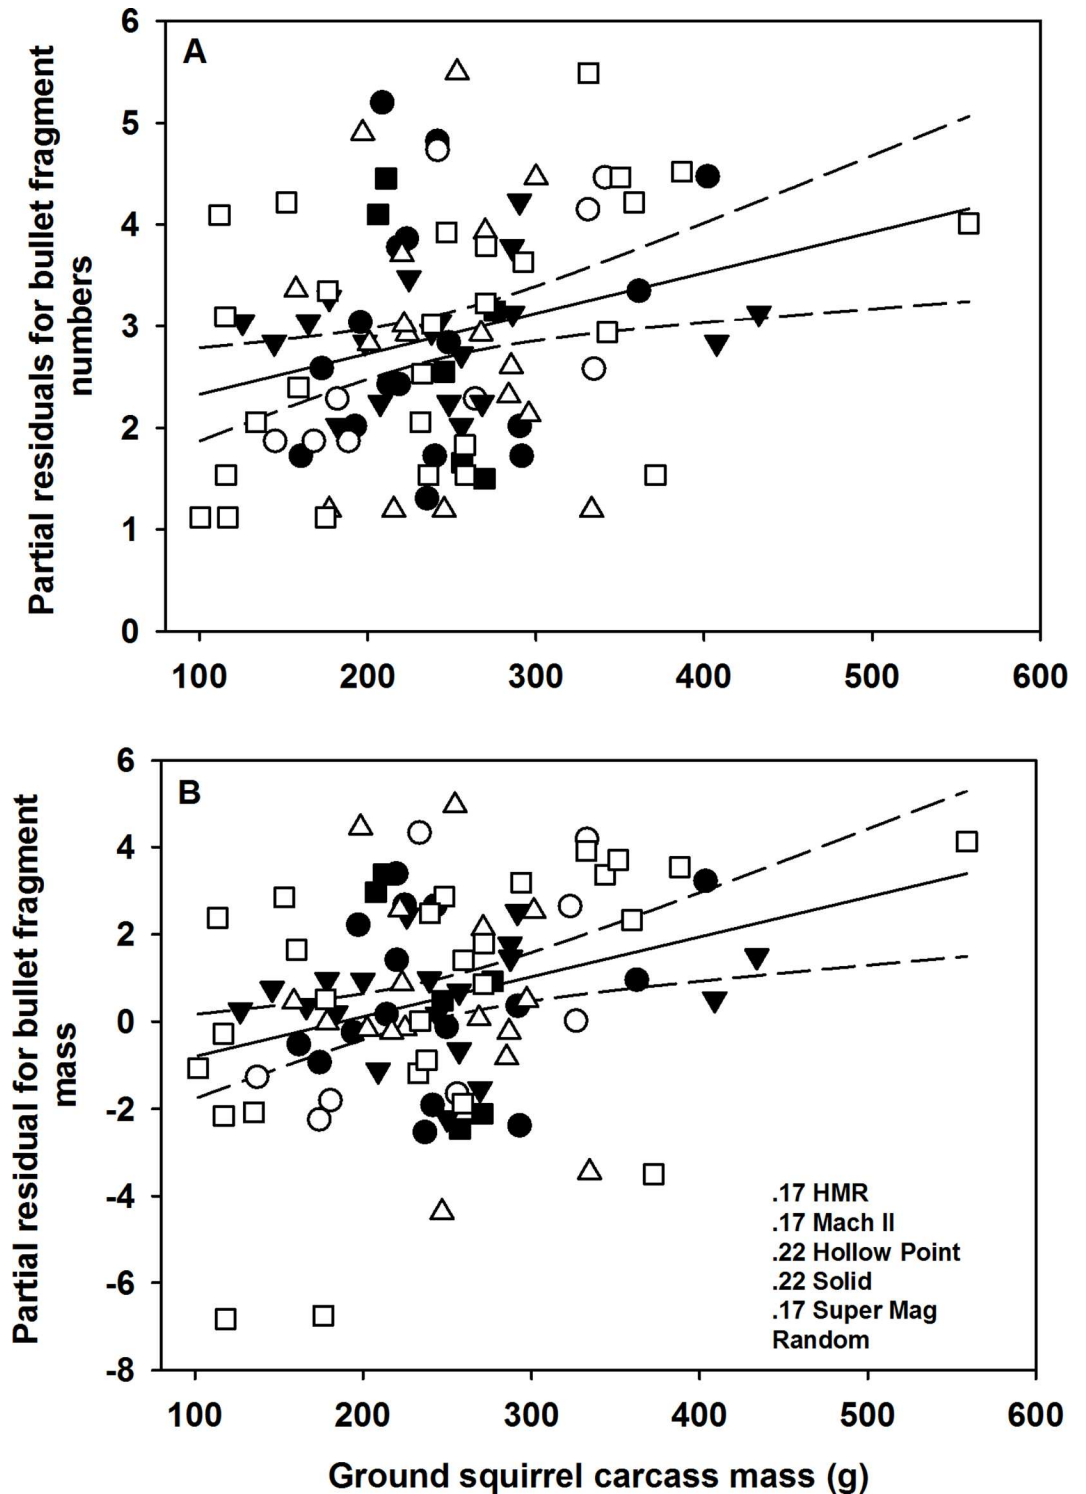 A
Partial residuals for bullet fragment
numbers
6
5
4
3
2
1
0
100 200 300 400 500 600
B
Partial residual for bullet fragment
mass
6
4
2
0
-2
-4
-6
-8
.17 HMR
.17 Mach II
.22 Hollow Point
.22 Solid
.17 Super Mag
Random
100 200 300 400 500 600
Ground squirrel carcass mass (g)